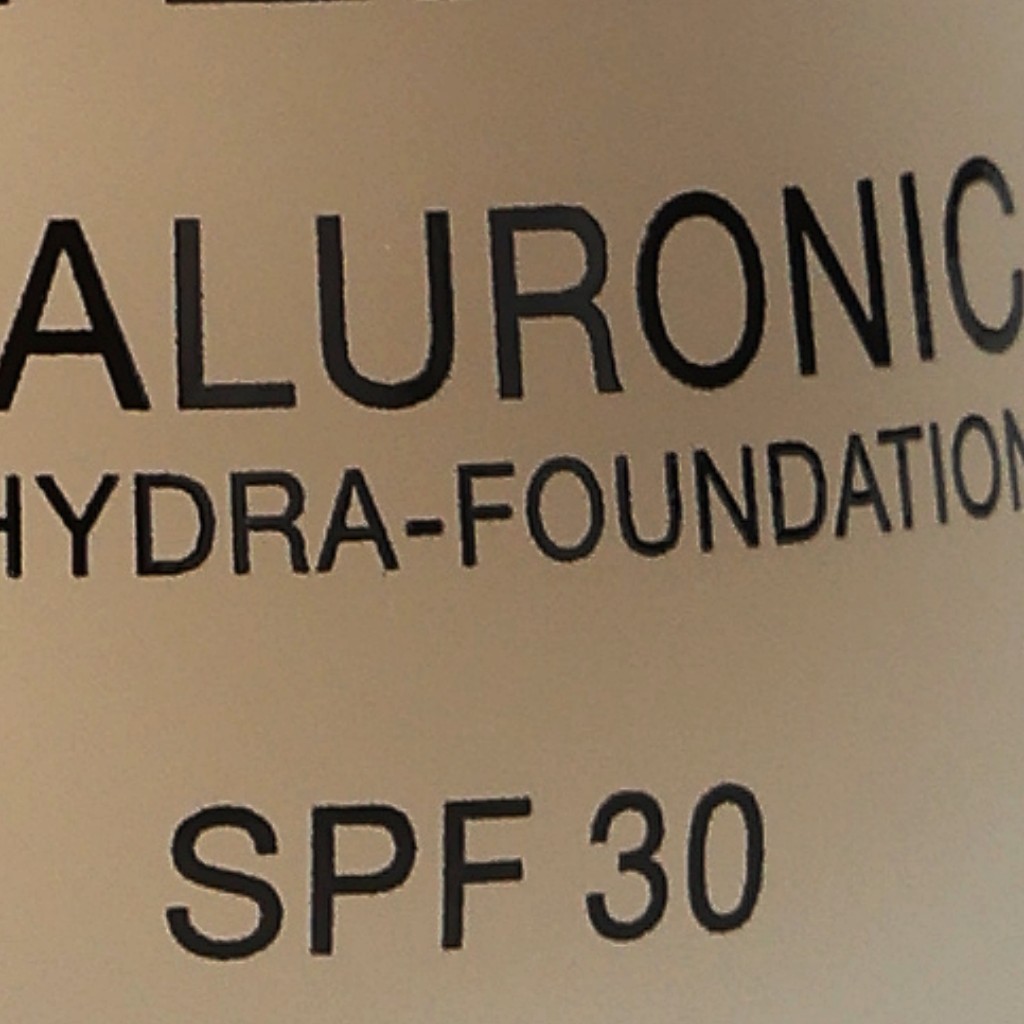 ALURONIC
HYDRA-FOUNDATION
SPF 30